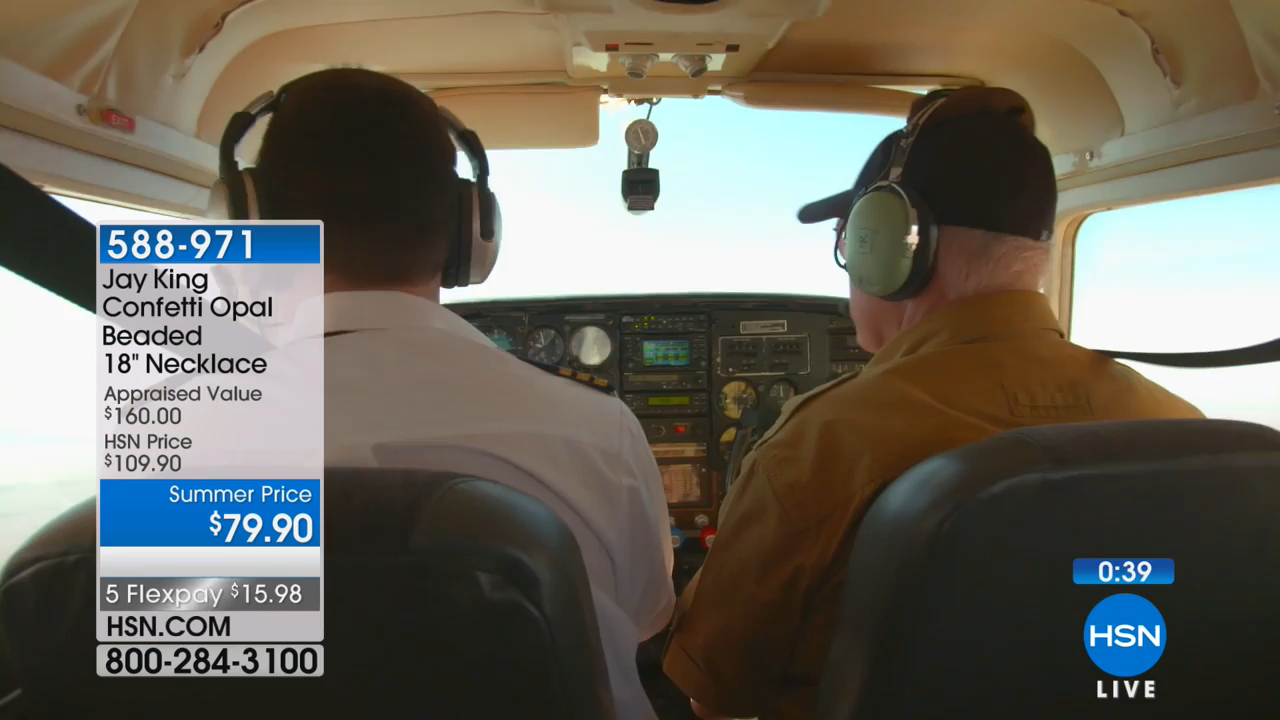 EXIT
588-971
Jay King
Confetti Opal
Beaded
18" Necklace
Appraised Value
$160.00
HSN Price
$109.90
Summer Price
$79.90
5 Flexpay $15.98
HSN.COM
800-284-3100
0:39
HSN
LIVE